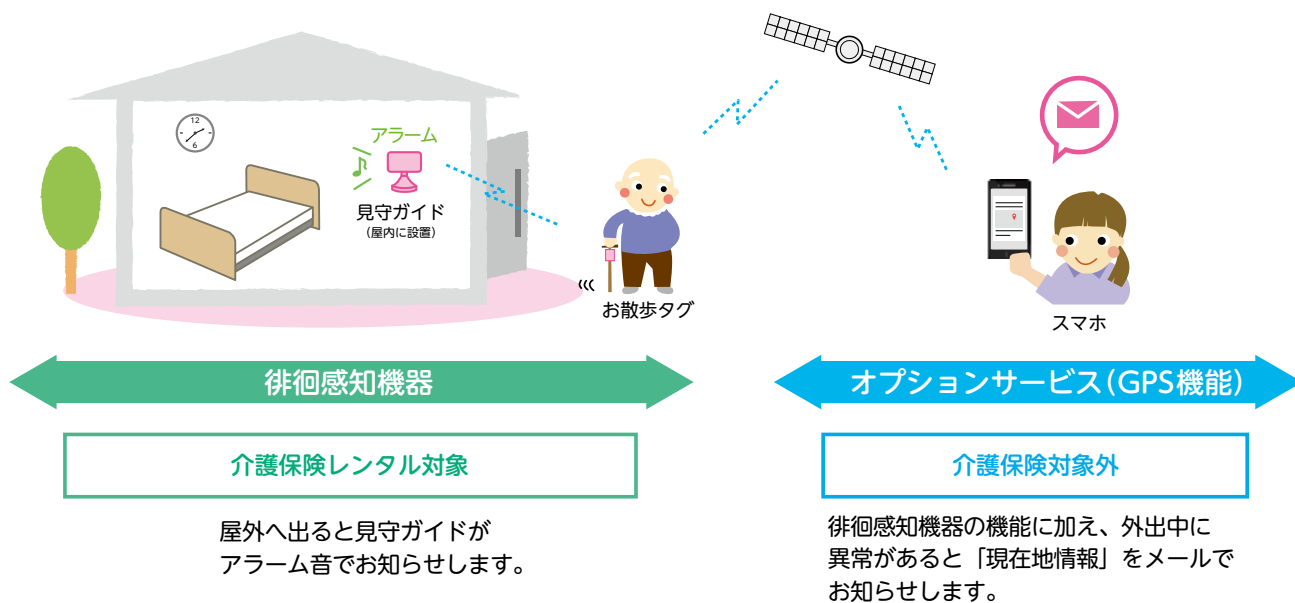 12
6
アラーム
見守ガイド
(屋内に設置)
お散歩タグ
スマホ
徘徊感知機器
オプションサービス(GPS機能)
介護保険レンタル対象
介護保険対象外
屋外へ出ると見守ガイドが
アラーム音でお知らせします。
徘徊感知機器の機能に加え、外出中に
異常があると「現在地情報」をメールで
お知らせします。